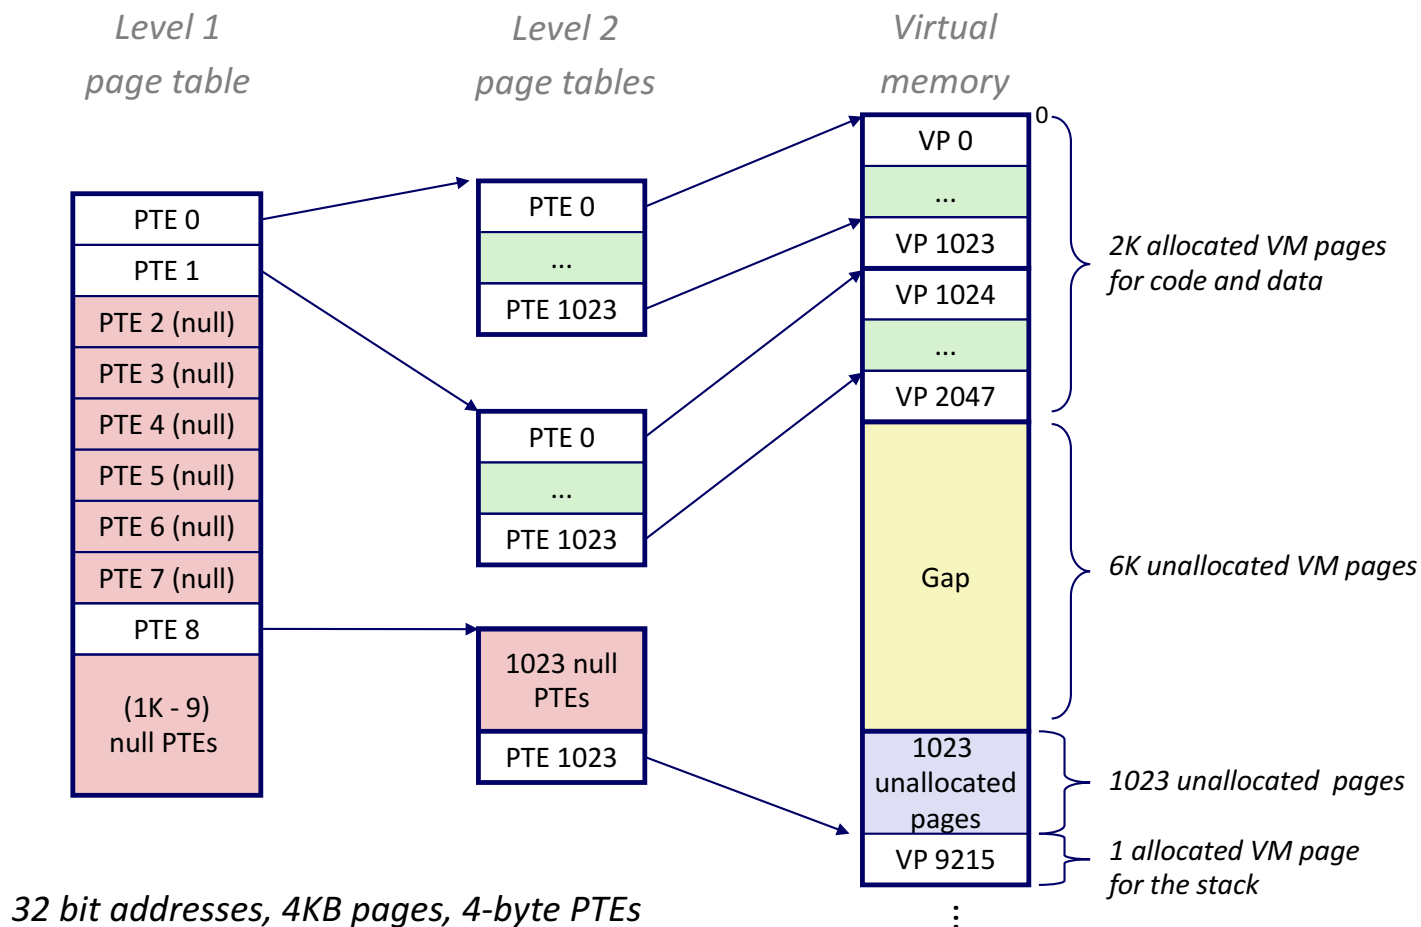 Level 1
page table
Level 2
page tables
Virtual
memory
PTE 0
PTE 1
PTE 2 (null)
PTE 3 (null)
PTE 4 (null)
PTE 5 (null)
PTE 6 (null)
PTE 7 (null)
PTE 8
(1K - 9)
null PTEs
PTE 0
...
PTE 1023
PTE 0
...
PTE 1023
1023 null
PTEs
PTE 1023
0
VP 0
...
VP 1023
VP 1024
...
VP 2047
Gap
1023
unallocated
pages
VP 9215
...
2K allocated VM pages
for code and data
6K unallocated VM pages
1023 unallocated pages
1 allocated VM page
for the stack
32 bit addresses, 4KB pages, 4-byte PTEs